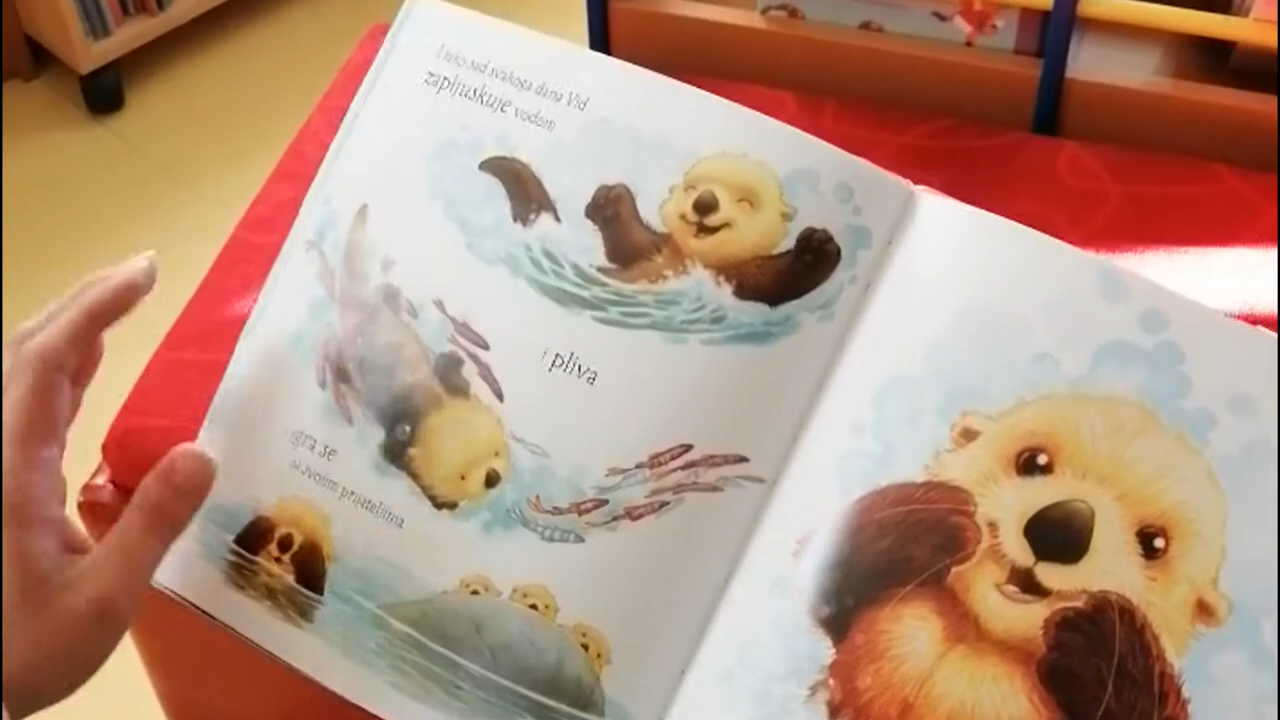 I tako sad svakoga dana Vid
zapljuskuje vodom
i pliva
igra se
sa svojim prijateljima